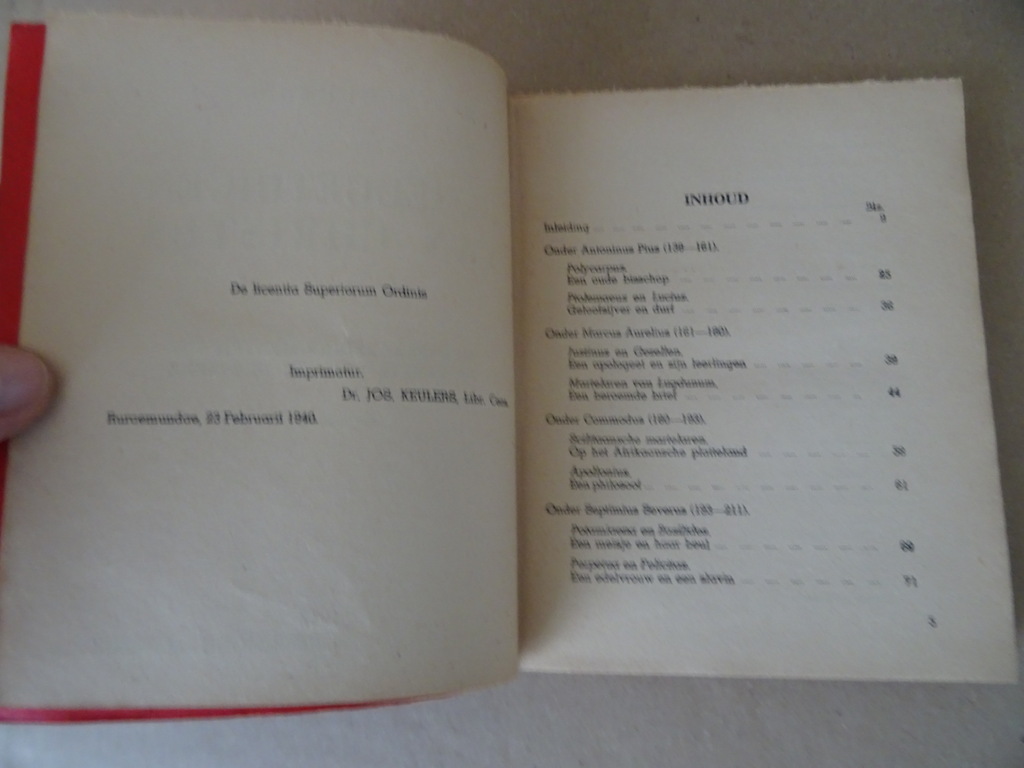 De licentia Superiorum Ordinis
Imprimatur.
Dr. JOS. KEULERS, Libr. Cens.
Ruraemundae, 23 Februarii 1940.
INHOUD
Blz.
Inleiding 9
Onder Antoninus Pius (138—161).
Polycarpus.
Een oude bisschop 25
Ptolemaeus en Lucius.
Geloofsijver en durf 36
Onder Marcus Aurelius (161—180).
Justinus en Gezellen.
Een apologeet en zijn leerlingen 39
Martelaren van Lugdunum.
Een beroemde brief 44
Onder Commodus (180—193).
Scillitaansche martelaren.
Op het Afrikaansche platteland
Apollonius.
Een philosoof 61
Onder Septimius Severus (193—211).
Potamioena en Basilides.
Een meisje en haar beul 69
Perpetua en Felicitas.
Een edelvrouw en een slavin 71
5